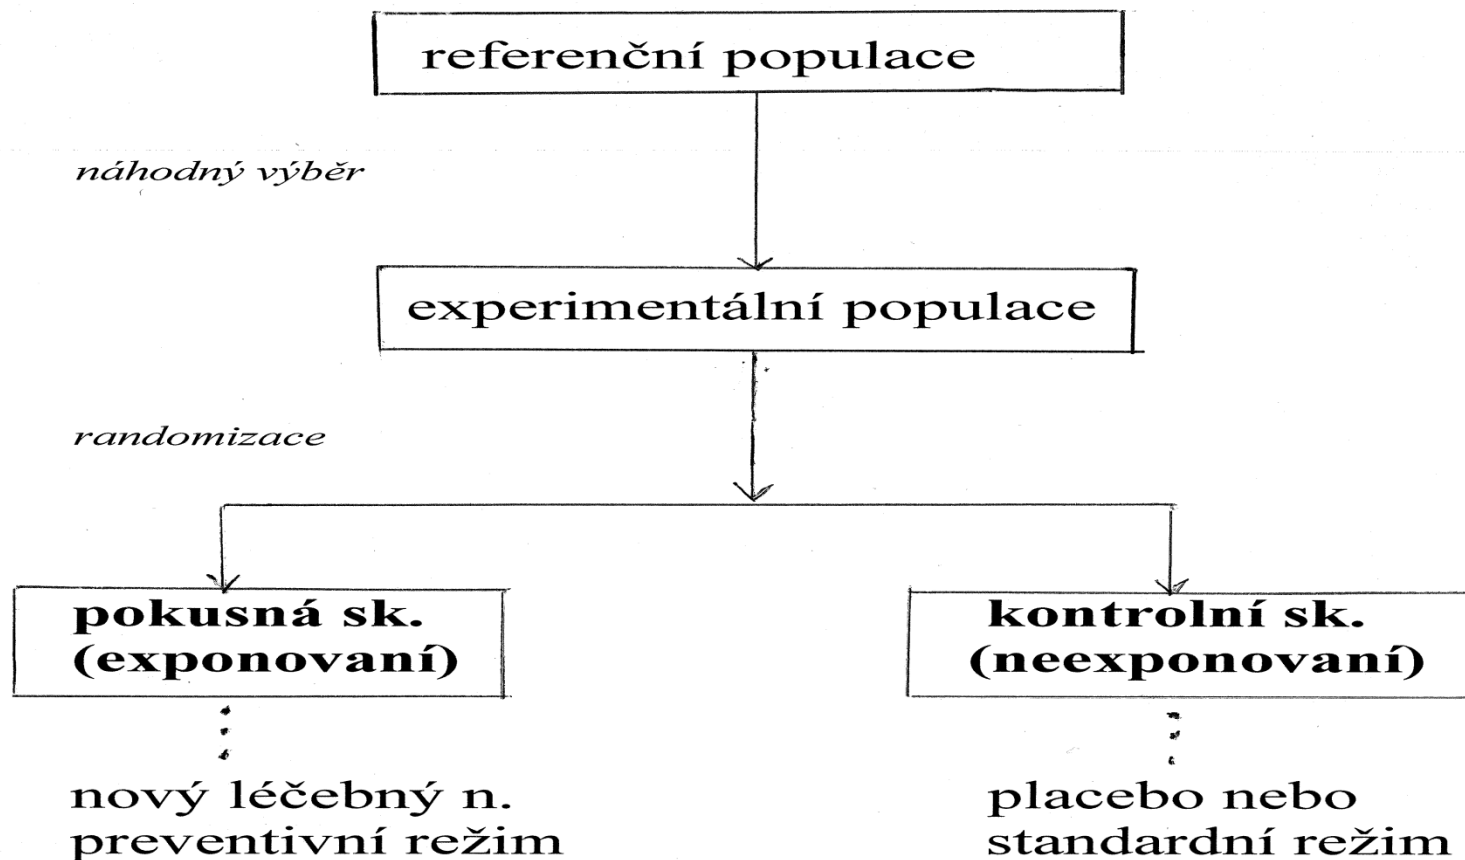 referenční populace
náhodný výběr
experimentální populace
randomizace
pokusná sk.
(exponovaní)
kontrolní sk.
(neexponovaní)
nový léčebný n.
preventivní režim
placebo nebo
standardní režim